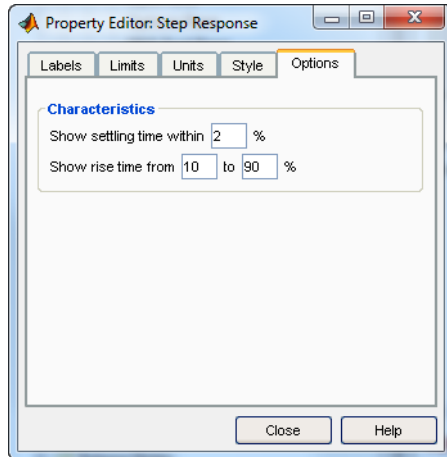 Property Editor: Step Response
Labels Limits Units Style Options
Characteristics
Show settling time within 2 %
Show rise time from 10 to 90 %
Close Help